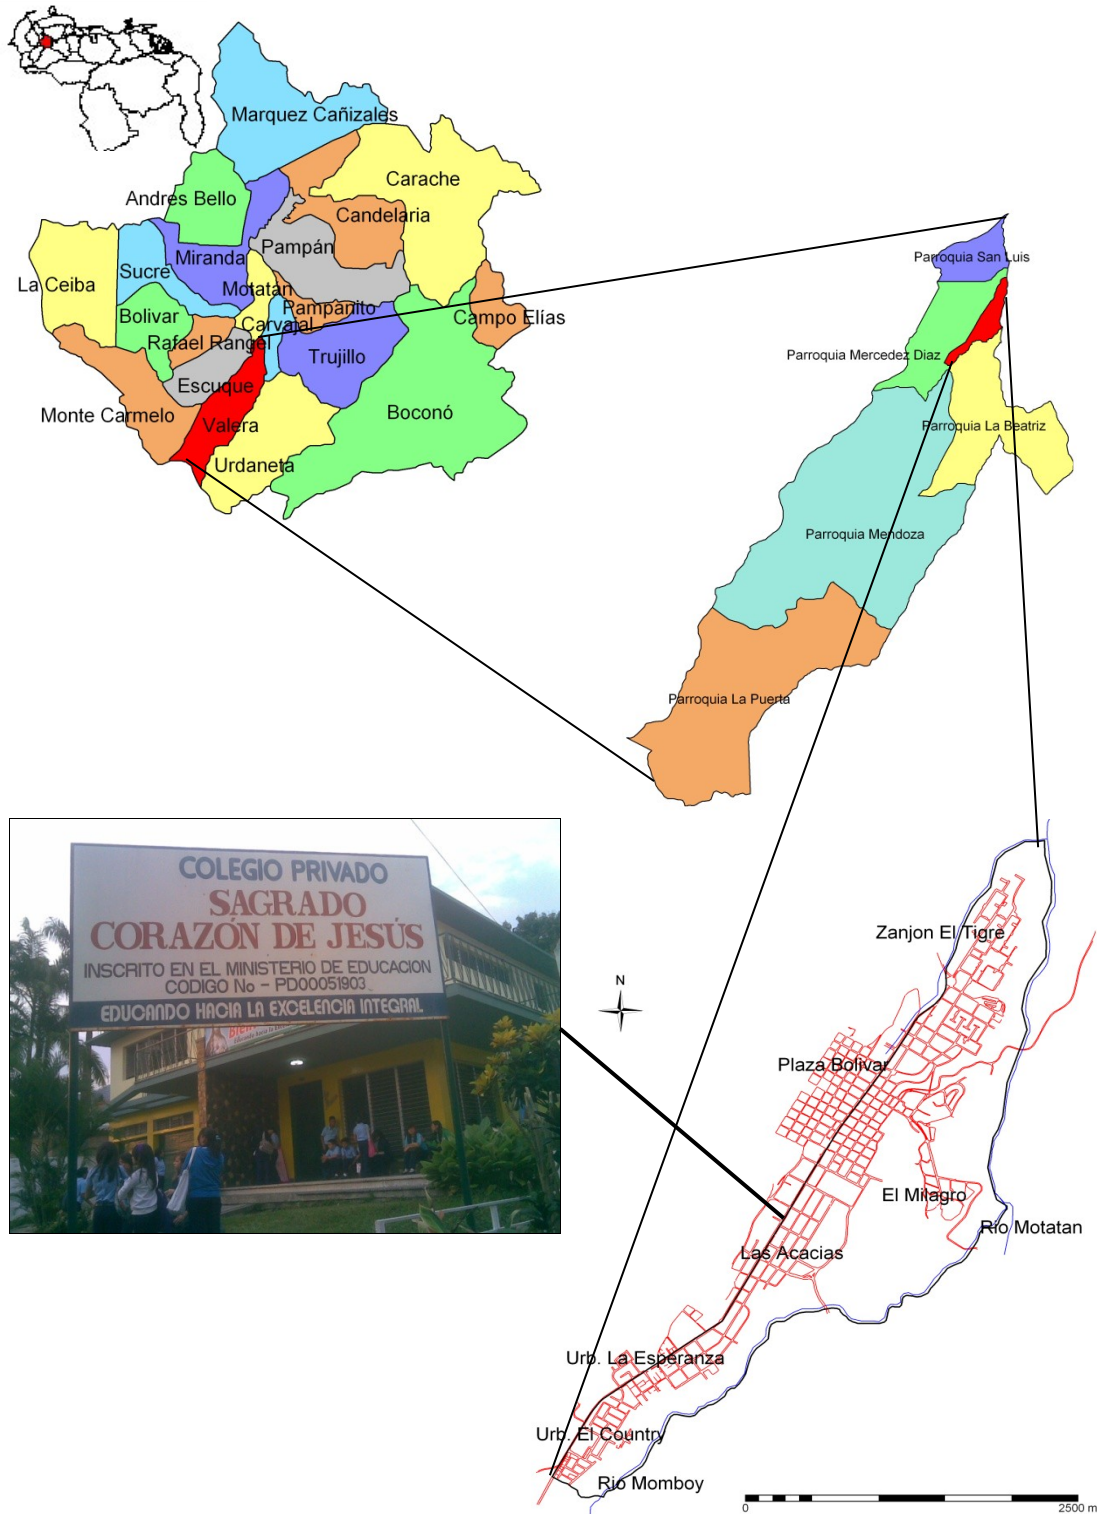 Marquez Cañizales
Carache
Andres Bello
Candelaria
Pampán
Miranda
Sucre
La Ceiba
Motatán
Pampanito
Bolivar
Carvajal
Campo Elías
Rafael Rangel
Trujillo
Escuque
Monte Carmelo
Valera
Boconó
Urdaneta
Parroquia San Luis
Parroquia Mercedez Diaz
Parroquia La Beatriz
Parroquia Mendoza
Parroquia La Puerta
COLEGIO PRIVADO
SAGRADO
CORAZÓN DE JESÚS
INSCRITO EN EL MINISTERIO DE EDUCACION
CODIGO No - PD00051903
EDUCANDO HACIA LA EXCELENCIA INTEGRAL
N
Zanjon El Tigre
Plaza Bolivar
El Milagro
Río Motatan
Las Acacias
Urb. La Esperanza
Urb. El Country
Rio Momboy
0
2500 m